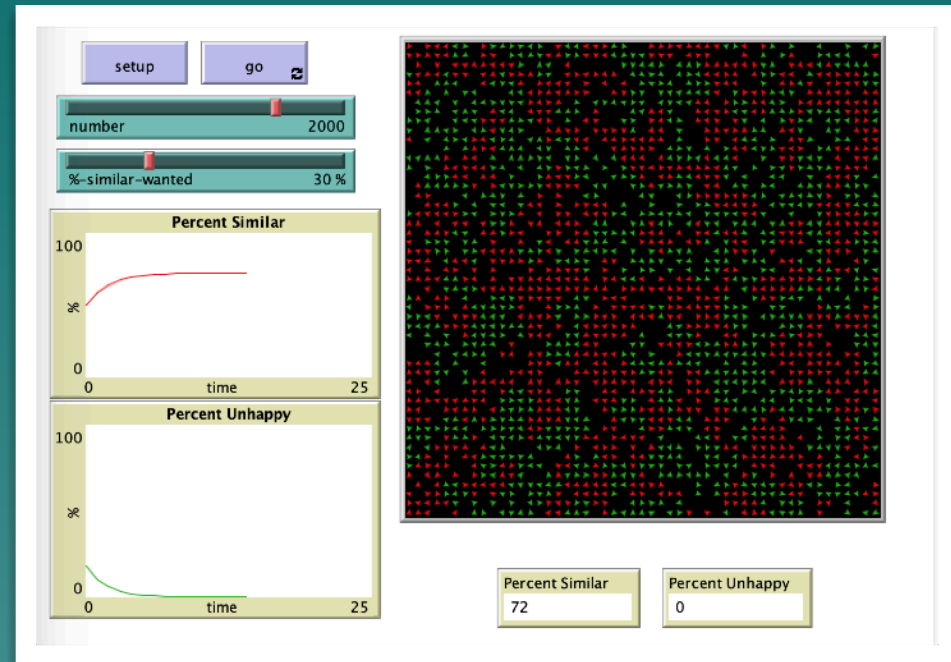 setup
go
number 2000
%-similar-wanted 30 %
Percent Similar
100
%
0
0 time 25
Percent Unhappy
100
%
0
0 time 25
Percent Similar
72
Percent Unhappy
0